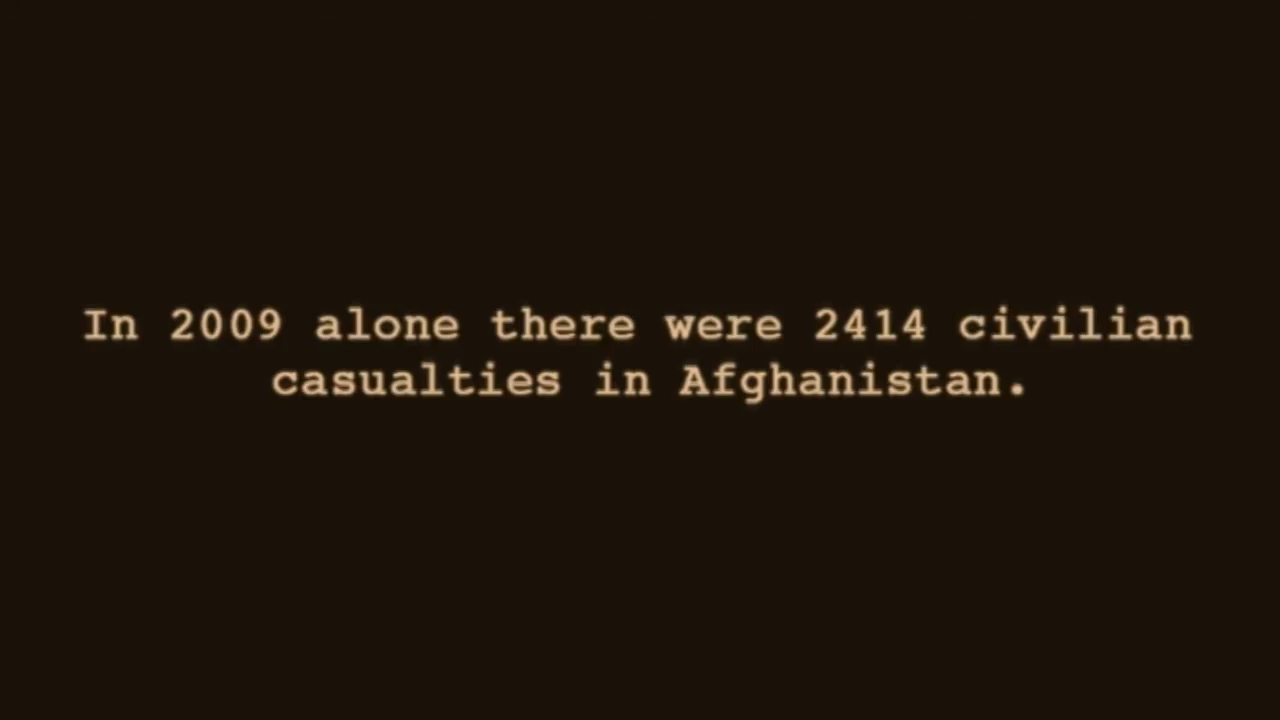 In 2009 alone there were 2414 civilian
casualties in Afghanistan.